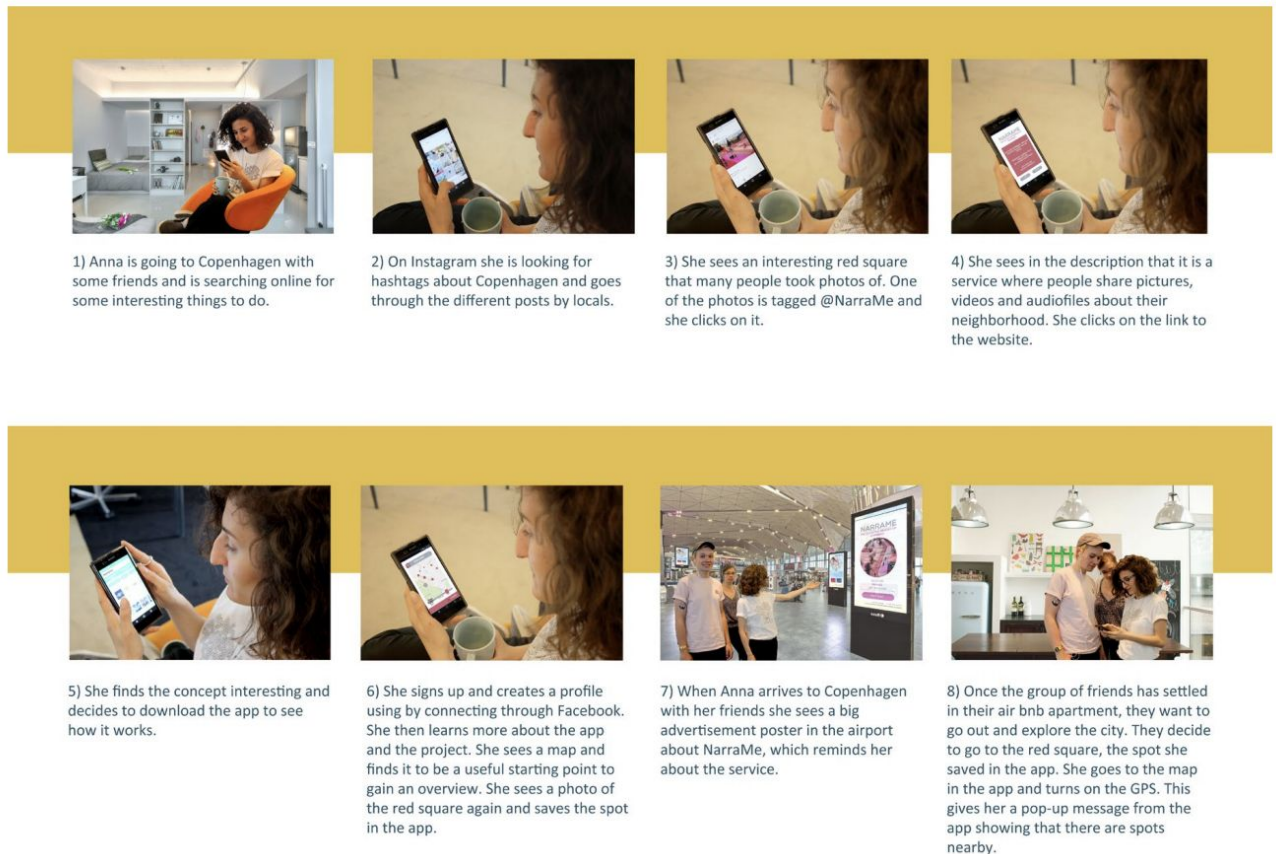 1) Anna is going to Copenhagen with
some friends and is searching online for
some interesting things to do.
2) On Instagram she is looking for
hashtags about Copenhagen and goes
through the different posts by locals.
3) She sees an interesting red square
that many people took photos of. One
of the photos is tagged @NarraMe and
she clicks on it.
4) She sees in the description that it is a
service where people share pictures,
videos and audiofiles about their
neighborhood. She clicks on the link to
the website.
NARRAME
5) She finds the concept interesting and
decides to download the app to see
how it works.
6) She signs up and creates a profile
using by connecting through Facebook.
She then learns more about the app
and the project. She sees a map and
finds it to be a useful starting point to
gain an overview. She sees a photo of
the red square again and saves the spot
in the app.
NARRAME
7) When Anna arrives to Copenhagen
with her friends she sees a big
advertisement poster in the airport
about NarraMe, which reminds her
about the service.
8) Once the group of friends has settled
in their air bnb apartment, they want to
go out and explore the city. They decide
to go to the red square, the spot she
saved in the app. She goes to the map
in the app and turns on the GPS. This
gives her a pop-up message from the
app showing that there are spots
nearby.